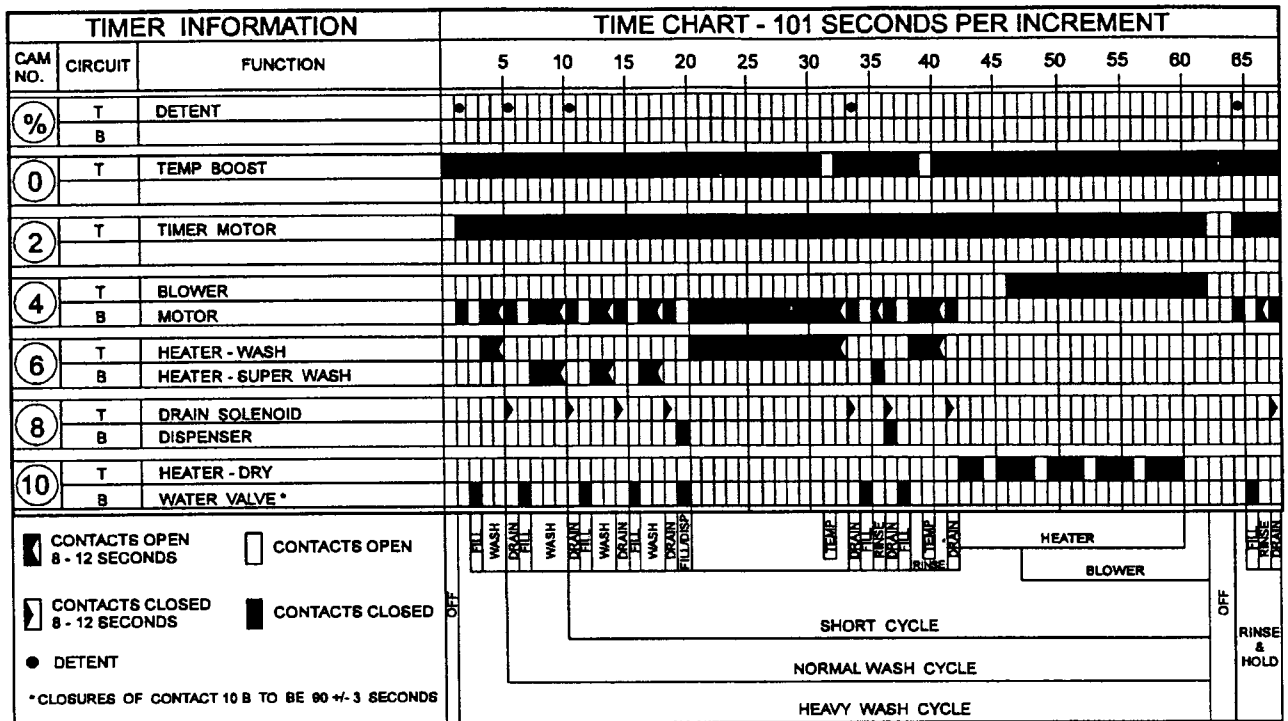 TIMER INFORMATION
TIME CHART - 101 SECONDS PER INCREMENT
CAM NO.
CIRCUIT
FUNCTION
5 10 15 20 25 30 35 40 45 50 55 60 65
%
T DETENT
B
0
T TEMP BOOST
2
T TIMER MOTOR
4
T BLOWER
B MOTOR
6
T HEATER - WASH
B HEATER - SUPER WASH
8
T DRAIN SOLENOID
B DISPENSER
10
T HEATER - DRY
B WATER VALVE *
OFF
FILL
WASH
DRAIN
FILL
WASH
DRAIN
FILL
WASH
DRAIN
FILL
WASH
DRAIN
FILL/DISP
TEMP
DRAIN
FILL
RINSE
DRAIN
FILL
RINSE
TEMP
DRAIN
HEATER
BLOWER
OFF
FILL
RINSE
DRAIN
CONTACTS OPEN
8 - 12 SECONDS
CONTACTS OPEN
CONTACTS CLOSED
8 - 12 SECONDS
CONTACTS CLOSED
DETENT
* CLOSURES OF CONTACT 10 B TO BE 90 +/- 3 SECONDS
SHORT CYCLE
NORMAL WASH CYCLE
HEAVY WASH CYCLE
RINSE
&
HOLD